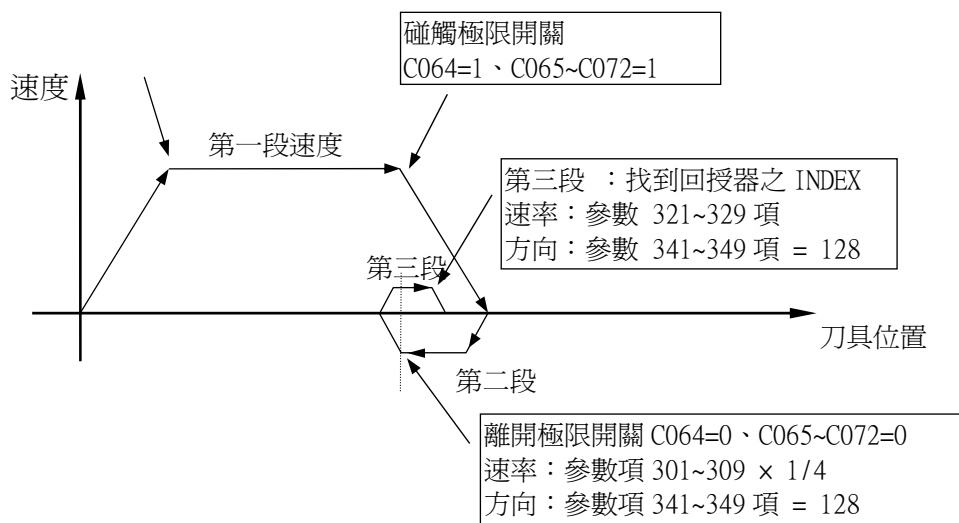 碰觸極限開關
C064=1、C065~C072=1
速度
第一段速度
第三段 :找到回授器之 INDEX
速率:參數 321~329 項
方向:參數 341~349 項 = 128
第三段
刀具位置
第二段
離開極限開關 C064=0、C065~C072=0
速率:參數項 301~309 × 1/4
方向:參數項 341~349 項 = 128